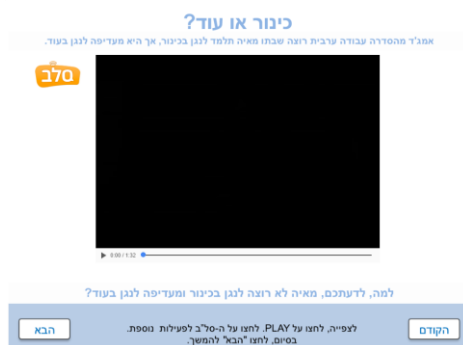 כינור או עוד?
אמג'ד מהסדרה עבודה ערבית רוצה שבתו מאיה תלמד לנגן בכינור, אך היא מעדיפה לנגן בעוד.
סלב
0:00 / 1:32
למה, לדעתכם, מאיה לא רוצה לנגן בכינור ומעדיפה לנגן בעוד?
הקודם
לצפייה, לחצו על PLAY. לחצו על ה-סל"ב לפעילות נוספת.
בסיום, לחצו "הבא" להמשך.
הבא